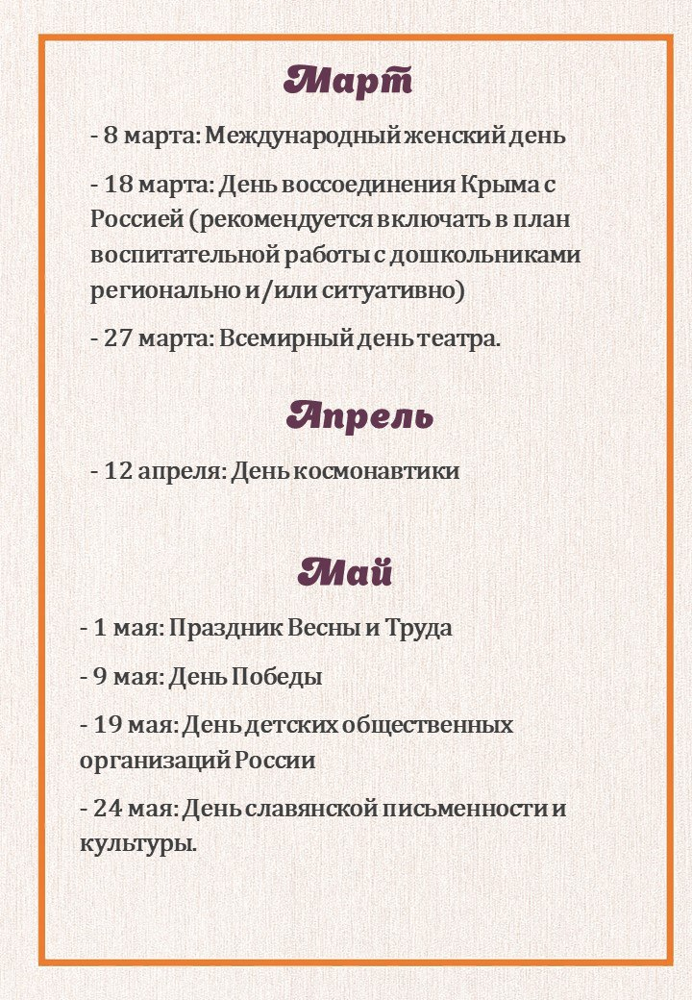 Март
- 8 марта: Международный женский день
- 18 марта: День воссоединения Крыма с
Россией (рекомендуется включать в план
воспитательной работы с дошкольниками
регионально и/или ситуативно)
- 27 марта: Всемирный день театра.
Апрель
- 12 апреля: День космонавтики
Май
- 1 мая: Праздник Весны и Труда
- 9 мая: День Победы
- 19 мая: День детских общественных
организаций России
- 24 мая: День славянской письменности и
культуры.